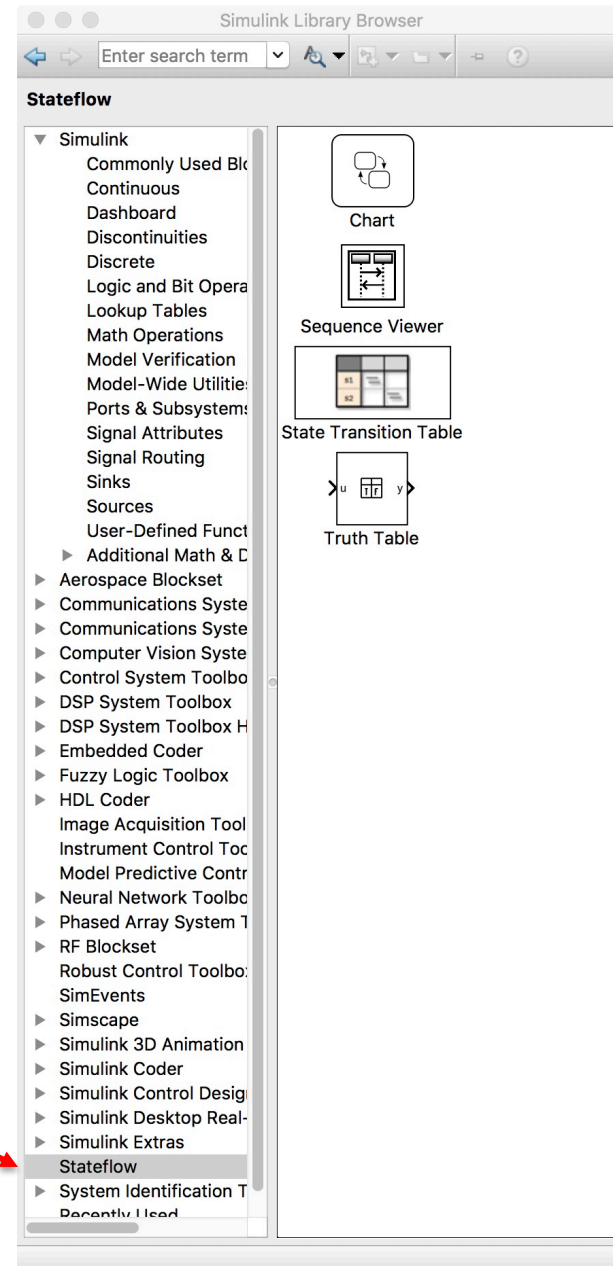 Simulink Library Browser
Enter search term
Stateflow
Simulink
Commonly Used Blo
Continuous
Dashboard
Discontinuities
Discrete
Logic and Bit Opera
Lookup Tables
Math Operations
Model Verification
Model-Wide Utilities
Ports & Subsystems
Signal Attributes
Signal Routing
Sinks
Sources
User-Defined Funct
Additional Math & D
Aerospace Blockset
Communications Syste
Communications Syste
Computer Vision Syste
Control System Toolbo
DSP System Toolbox
DSP System Toolbox H
Embedded Coder
Fuzzy Logic Toolbox
HDL Coder
Image Acquisition Tool
Instrument Control Too
Model Predictive Contr
Neural Network Toolbo
Phased Array System T
RF Blockset
Robust Control Toolbo
SimEvents
Simscape
Simulink 3D Animation
Simulink Coder
Simulink Control Desig
Simulink Desktop Real-
Simulink Extras
Stateflow
System Identification T
Recently Used
Chart
Sequence Viewer
s1
s2
State Transition Table
u T F y
Truth Table